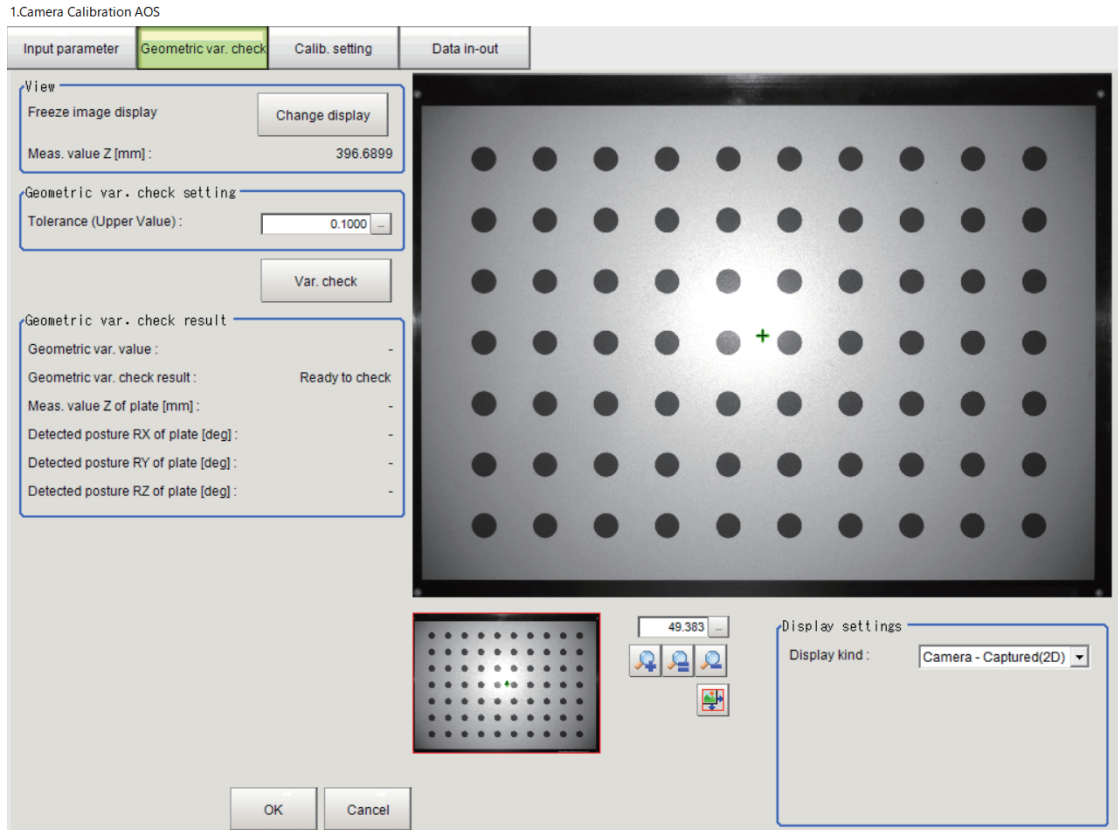 1.Camera Calibration AOS
Input parameter
Geometric var. check
Calib. setting
Data in-out
View
Freeze image display
Change display
Meas. value Z [mm] : 396.6899
Geometric var. check setting
Tolerance (Upper Value) : 0.1000 ...
Var. check
Geometric var. check result
Geometric var. value : -
Geometric var. check result : Ready to check
Meas. value Z of plate [mm] : -
Detected posture RX of plate [deg] : -
Detected posture RY of plate [deg] : -
Detected posture RZ of plate [deg] : -
49.383 ...
Display settings
Display kind : Camera - Captured(2D)
OK
Cancel